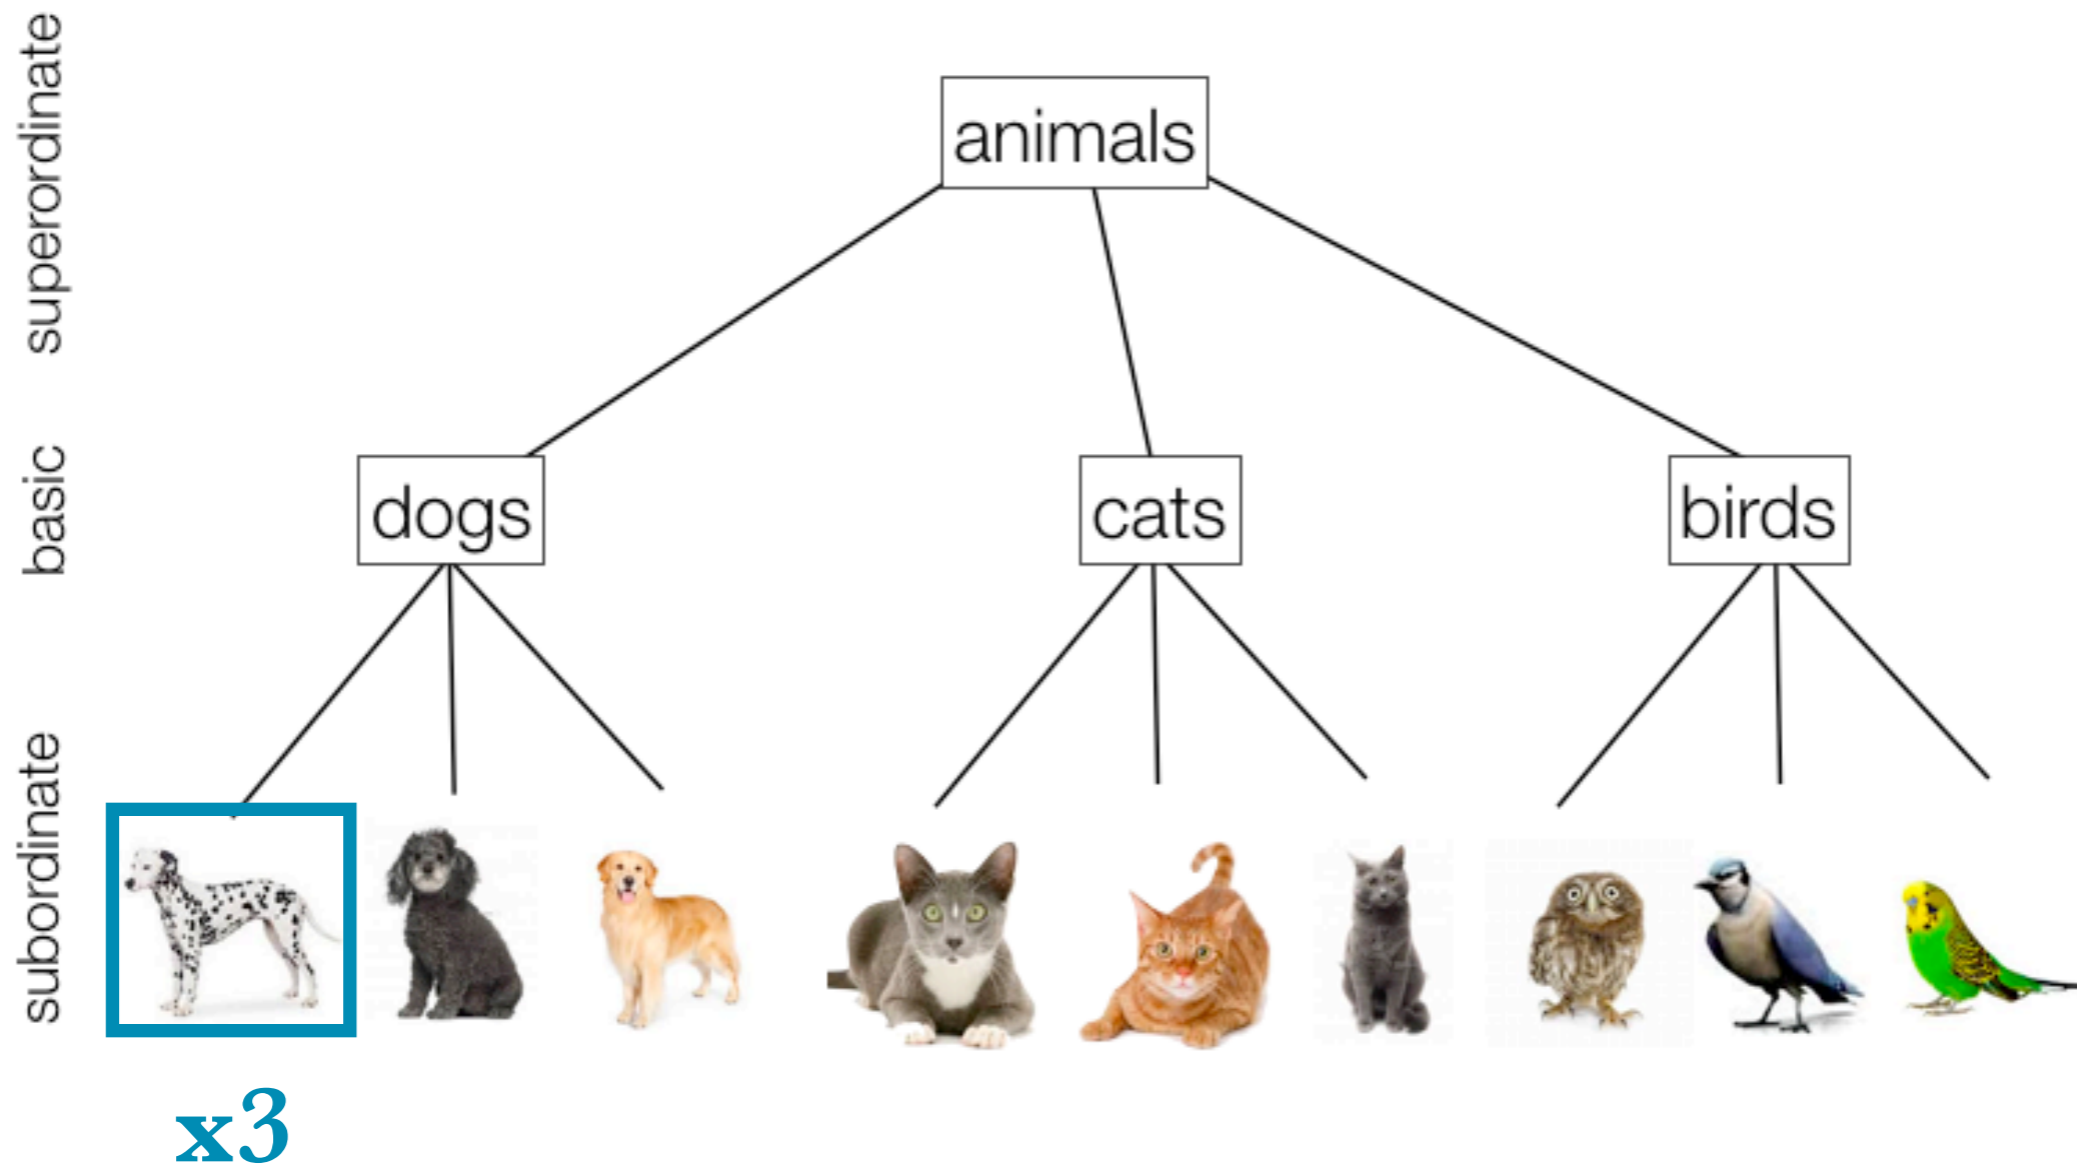 superordinate
animals
basic
dogs
cats
birds
subordinate
x3